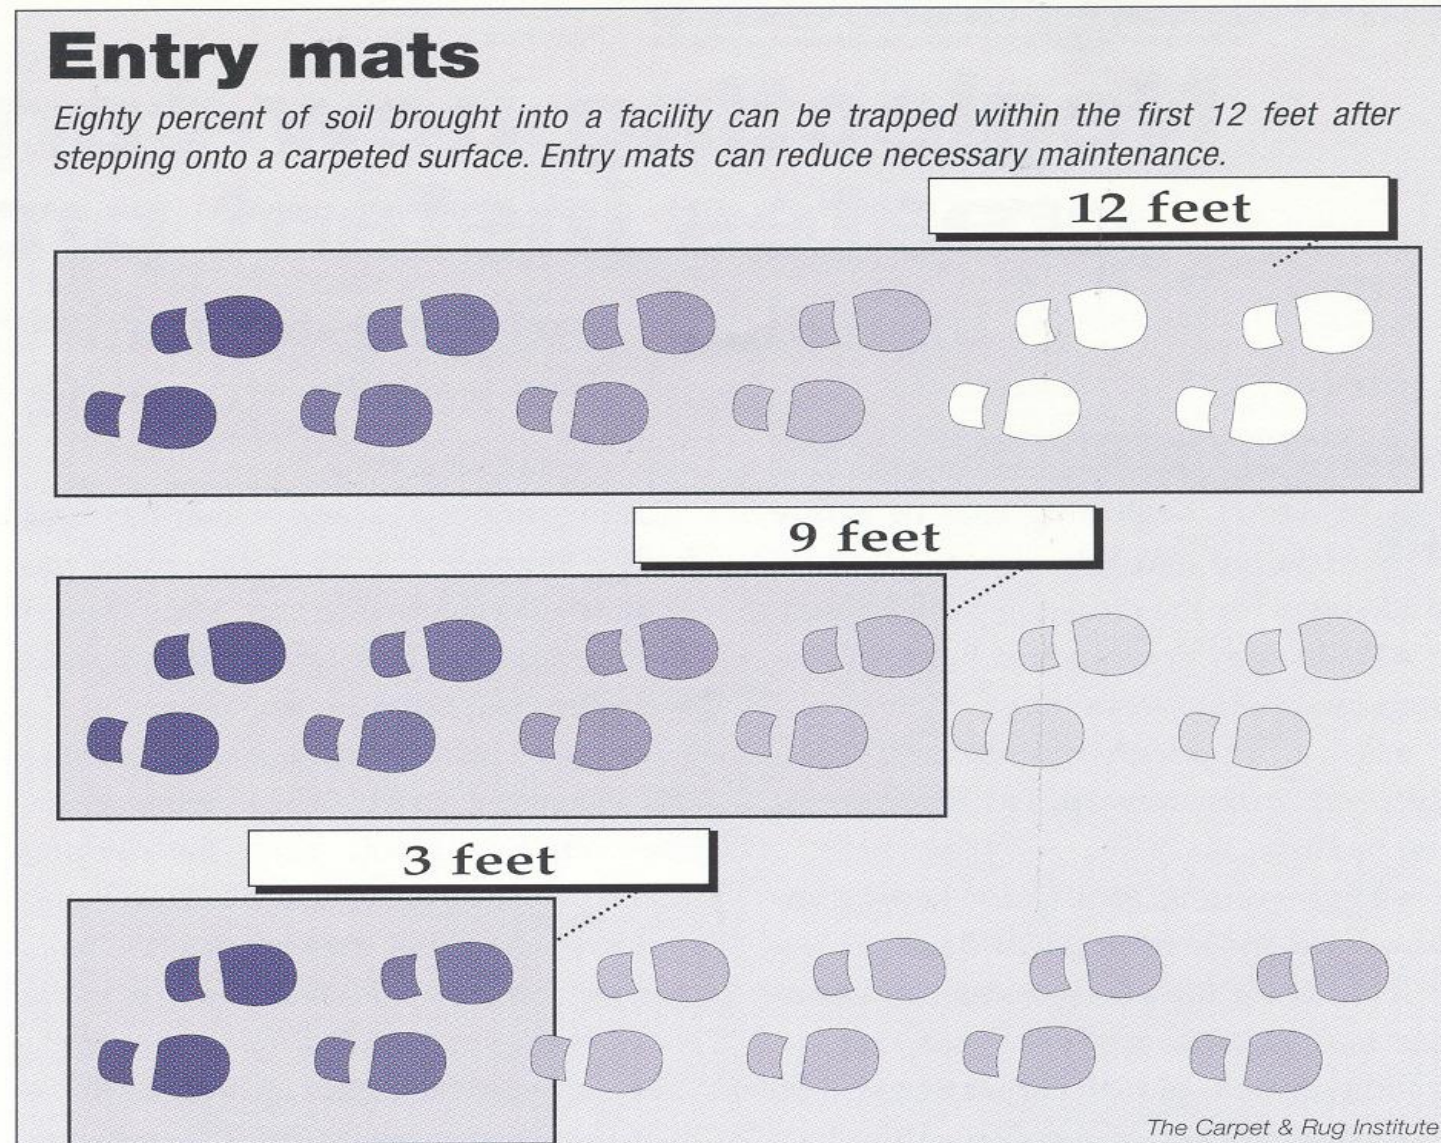 Entry mats
Eighty percent of soil brought into a facility can be trapped within the first 12 feet after
stepping onto a carpeted surface. Entry mats can reduce necessary maintenance.
12 feet
9 feet
3 feet
The Carpet & Rug Institute